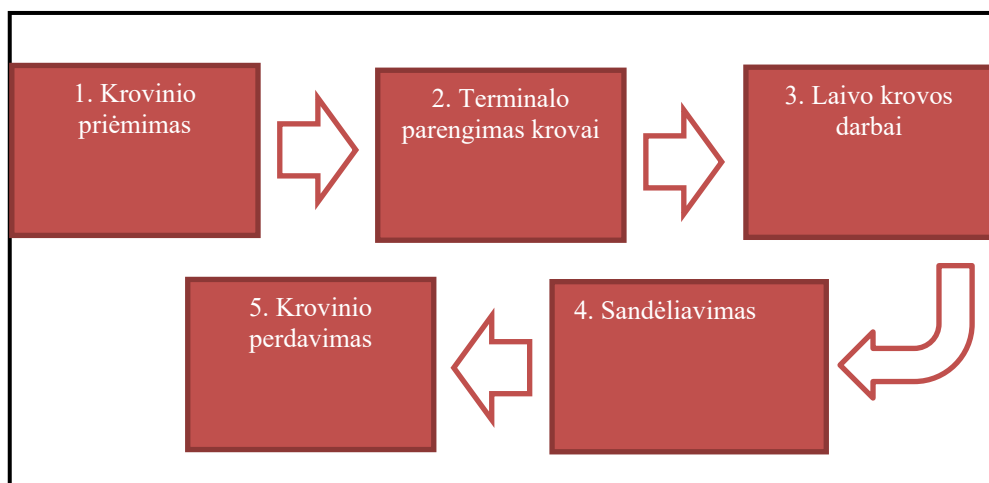 1. Krovinio
priėmimas
2. Terminalo
parengimas krovai
3. Laivo krovos
darbai
4. Sandėliavimas
5. Krovinio
perdavimas